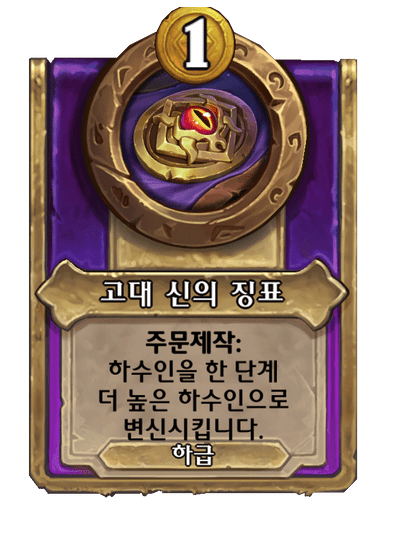 1
고대 신의 징표
주문제작:
하수인을 한 단계
더 높은 하수인으로
변신시킵니다.
하급